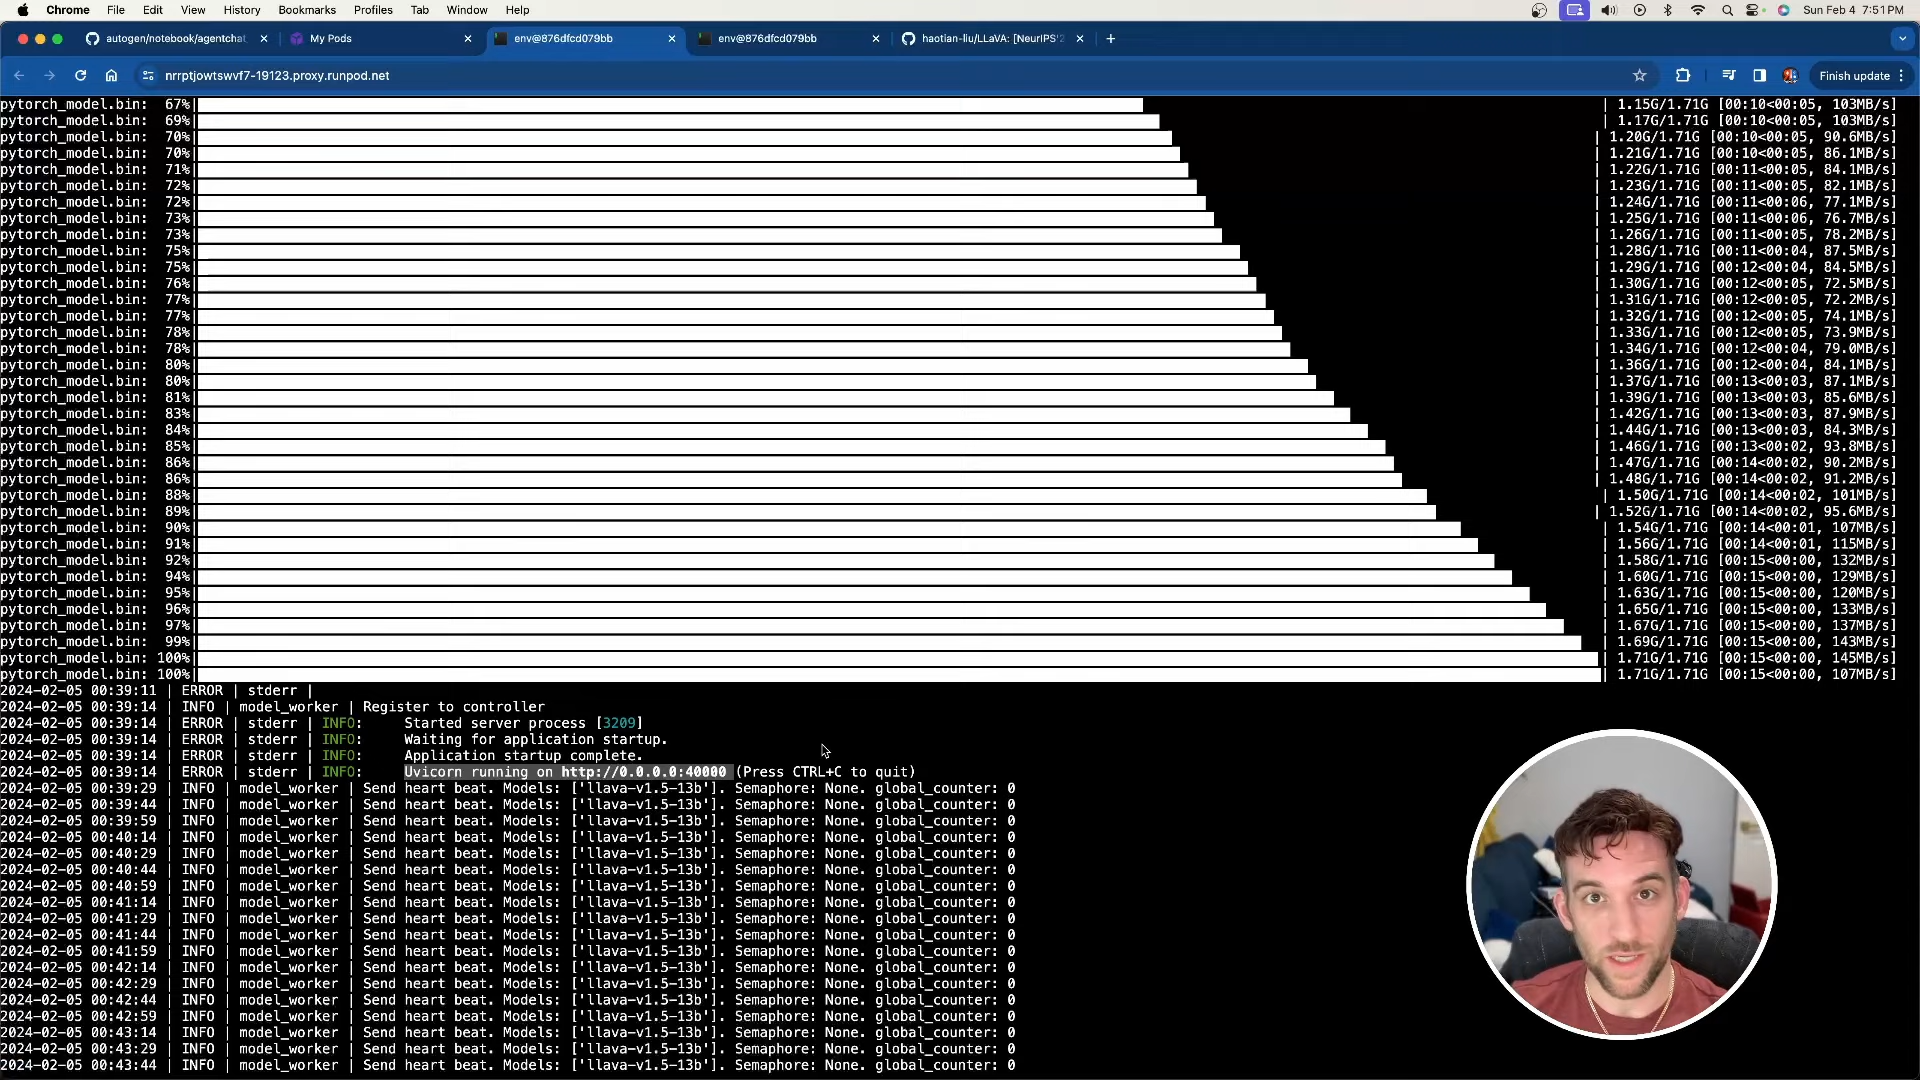 Chrome File Edit View History Bookmarks Profiles Tab Window Help Sun Feb 4 7:51 PM
autogen/notebook/agentchat My Pods env@876dfcd079bb env@876dfcd079bb haotian-liu/LLaVA: [NeurIPS'2
nrrptjowtswvf7-19123.proxy.runpod.net Finish update
pytorch_model.bin: 67%| | 1.15G/1.71G [00:10<00:05, 103MB/s]
pytorch_model.bin: 69%| | 1.17G/1.71G [00:10<00:05, 103MB/s]
pytorch_model.bin: 70%| | 1.20G/1.71G [00:10<00:05, 90.6MB/s]
pytorch_model.bin: 70%| | 1.21G/1.71G [00:10<00:05, 86.1MB/s]
pytorch_model.bin: 71%| | 1.22G/1.71G [00:11<00:05, 84.1MB/s]
pytorch_model.bin: 72%| | 1.23G/1.71G [00:11<00:05, 82.1MB/s]
pytorch_model.bin: 72%| | 1.24G/1.71G [00:11<00:06, 77.1MB/s]
pytorch_model.bin: 73%| | 1.25G/1.71G [00:11<00:06, 76.7MB/s]
pytorch_model.bin: 73%| | 1.26G/1.71G [00:11<00:05, 78.2MB/s]
pytorch_model.bin: 75%| | 1.28G/1.71G [00:11<00:04, 87.5MB/s]
pytorch_model.bin: 75%| | 1.29G/1.71G [00:12<00:04, 84.5MB/s]
pytorch_model.bin: 76%| | 1.30G/1.71G [00:12<00:05, 72.5MB/s]
pytorch_model.bin: 77%| | 1.31G/1.71G [00:12<00:05, 72.2MB/s]
pytorch_model.bin: 77%| | 1.32G/1.71G [00:12<00:05, 74.1MB/s]
pytorch_model.bin: 78%| | 1.33G/1.71G [00:12<00:05, 73.9MB/s]
pytorch_model.bin: 78%| | 1.34G/1.71G [00:12<00:04, 79.0MB/s]
pytorch_model.bin: 80%| | 1.36G/1.71G [00:12<00:04, 84.1MB/s]
pytorch_model.bin: 80%| | 1.37G/1.71G [00:13<00:03, 87.1MB/s]
pytorch_model.bin: 81%| | 1.39G/1.71G [00:13<00:03, 85.6MB/s]
pytorch_model.bin: 83%| | 1.42G/1.71G [00:13<00:03, 87.9MB/s]
pytorch_model.bin: 84%| | 1.44G/1.71G [00:13<00:03, 84.3MB/s]
pytorch_model.bin: 85%| | 1.46G/1.71G [00:13<00:02, 93.8MB/s]
pytorch_model.bin: 86%| | 1.47G/1.71G [00:14<00:02, 90.2MB/s]
pytorch_model.bin: 86%| | 1.48G/1.71G [00:14<00:02, 91.2MB/s]
pytorch_model.bin: 88%| | 1.50G/1.71G [00:14<00:02, 101MB/s]
pytorch_model.bin: 89%| | 1.52G/1.71G [00:14<00:02, 95.6MB/s]
pytorch_model.bin: 90%| | 1.54G/1.71G [00:14<00:01, 107MB/s]
pytorch_model.bin: 91%| | 1.56G/1.71G [00:14<00:01, 115MB/s]
pytorch_model.bin: 92%| | 1.58G/1.71G [00:15<00:00, 132MB/s]
pytorch_model.bin: 94%| | 1.60G/1.71G [00:15<00:00, 129MB/s]
pytorch_model.bin: 95%| | 1.63G/1.71G [00:15<00:00, 120MB/s]
pytorch_model.bin: 96%| | 1.65G/1.71G [00:15<00:00, 133MB/s]
pytorch_model.bin: 97%| | 1.67G/1.71G [00:15<00:00, 137MB/s]
pytorch_model.bin: 99%| | 1.69G/1.71G [00:15<00:00, 143MB/s]
pytorch_model.bin: 100%| | 1.71G/1.71G [00:15<00:00, 145MB/s]
pytorch_model.bin: 100%| | 1.71G/1.71G [00:15<00:00, 107MB/s]
2024-02-05 00:39:11 | ERROR | stderr |
2024-02-05 00:39:14 | INFO | model_worker | Register to controller
2024-02-05 00:39:14 | ERROR | stderr | INFO: Started server process [3209]
2024-02-05 00:39:14 | ERROR | stderr | INFO: Waiting for application startup.
2024-02-05 00:39:14 | ERROR | stderr | INFO: Application startup complete.
2024-02-05 00:39:14 | ERROR | stderr | INFO: Uvicorn running on http://0.0.0.0:40000 (Press CTRL+C to quit)
2024-02-05 00:39:29 | INFO | model_worker | Send heart beat. Models: ['llava-v1.5-13b']. Semaphore: None. global_counter: 0
2024-02-05 00:39:44 | INFO | model_worker | Send heart beat. Models: ['llava-v1.5-13b']. Semaphore: None. global_counter: 0
2024-02-05 00:39:59 | INFO | model_worker | Send heart beat. Models: ['llava-v1.5-13b']. Semaphore: None. global_counter: 0
2024-02-05 00:40:14 | INFO | model_worker | Send heart beat. Models: ['llava-v1.5-13b']. Semaphore: None. global_counter: 0
2024-02-05 00:40:29 | INFO | model_worker | Send heart beat. Models: ['llava-v1.5-13b']. Semaphore: None. global_counter: 0
2024-02-05 00:40:44 | INFO | model_worker | Send heart beat. Models: ['llava-v1.5-13b']. Semaphore: None. global_counter: 0
2024-02-05 00:40:59 | INFO | model_worker | Send heart beat. Models: ['llava-v1.5-13b']. Semaphore: None. global_counter: 0
2024-02-05 00:41:14 | INFO | model_worker | Send heart beat. Models: ['llava-v1.5-13b']. Semaphore: None. global_counter: 0
2024-02-05 00:41:29 | INFO | model_worker | Send heart beat. Models: ['llava-v1.5-13b']. Semaphore: None. global_counter: 0
2024-02-05 00:41:44 | INFO | model_worker | Send heart beat. Models: ['llava-v1.5-13b']. Semaphore: None. global_counter: 0
2024-02-05 00:41:59 | INFO | model_worker | Send heart beat. Models: ['llava-v1.5-13b']. Semaphore: None. global_counter: 0
2024-02-05 00:42:14 | INFO | model_worker | Send heart beat. Models: ['llava-v1.5-13b']. Semaphore: None. global_counter: 0
2024-02-05 00:42:29 | INFO | model_worker | Send heart beat. Models: ['llava-v1.5-13b']. Semaphore: None. global_counter: 0
2024-02-05 00:42:44 | INFO | model_worker | Send heart beat. Models: ['llava-v1.5-13b']. Semaphore: None. global_counter: 0
2024-02-05 00:42:59 | INFO | model_worker | Send heart beat. Models: ['llava-v1.5-13b']. Semaphore: None. global_counter: 0
2024-02-05 00:43:14 | INFO | model_worker | Send heart beat. Models: ['llava-v1.5-13b']. Semaphore: None. global_counter: 0
2024-02-05 00:43:29 | INFO | model_worker | Send heart beat. Models: ['llava-v1.5-13b']. Semaphore: None. global_counter: 0
2024-02-05 00:43:44 | INFO | model_worker | Send heart beat. Models: ['llava-v1.5-13b']. Semaphore: None. global_counter: 0